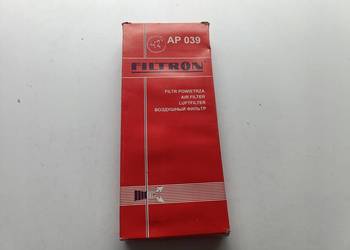 AP 039
FILTRON
FILTR POWIETRZA
AIR FILTER
LUFTFILTER
ВОЗДУШНЫЙ ФИЛЬТР